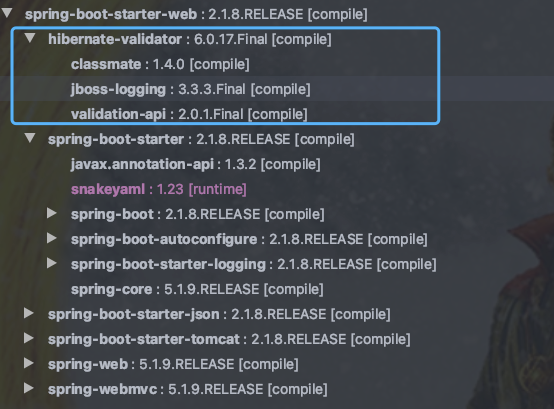 spring-boot-starter-web : 2.1.8.RELEASE [compile]
hibernate-validator : 6.0.17.Final [compile]
classmate : 1.4.0 [compile]
jboss-logging : 3.3.3.Final [compile]
validation-api : 2.0.1.Final [compile]
spring-boot-starter : 2.1.8.RELEASE [compile]
javax.annotation-api : 1.3.2 [compile]
snakeyaml : 1.23 [runtime]
spring-boot : 2.1.8.RELEASE [compile]
spring-boot-autoconfigure : 2.1.8.RELEASE [compile]
spring-boot-starter-logging : 2.1.8.RELEASE [compile]
spring-core : 5.1.9.RELEASE [compile]
spring-boot-starter-json : 2.1.8.RELEASE [compile]
spring-boot-starter-tomcat : 2.1.8.RELEASE [compile]
spring-web : 5.1.9.RELEASE [compile]
spring-webmvc : 5.1.9.RELEASE [compile]